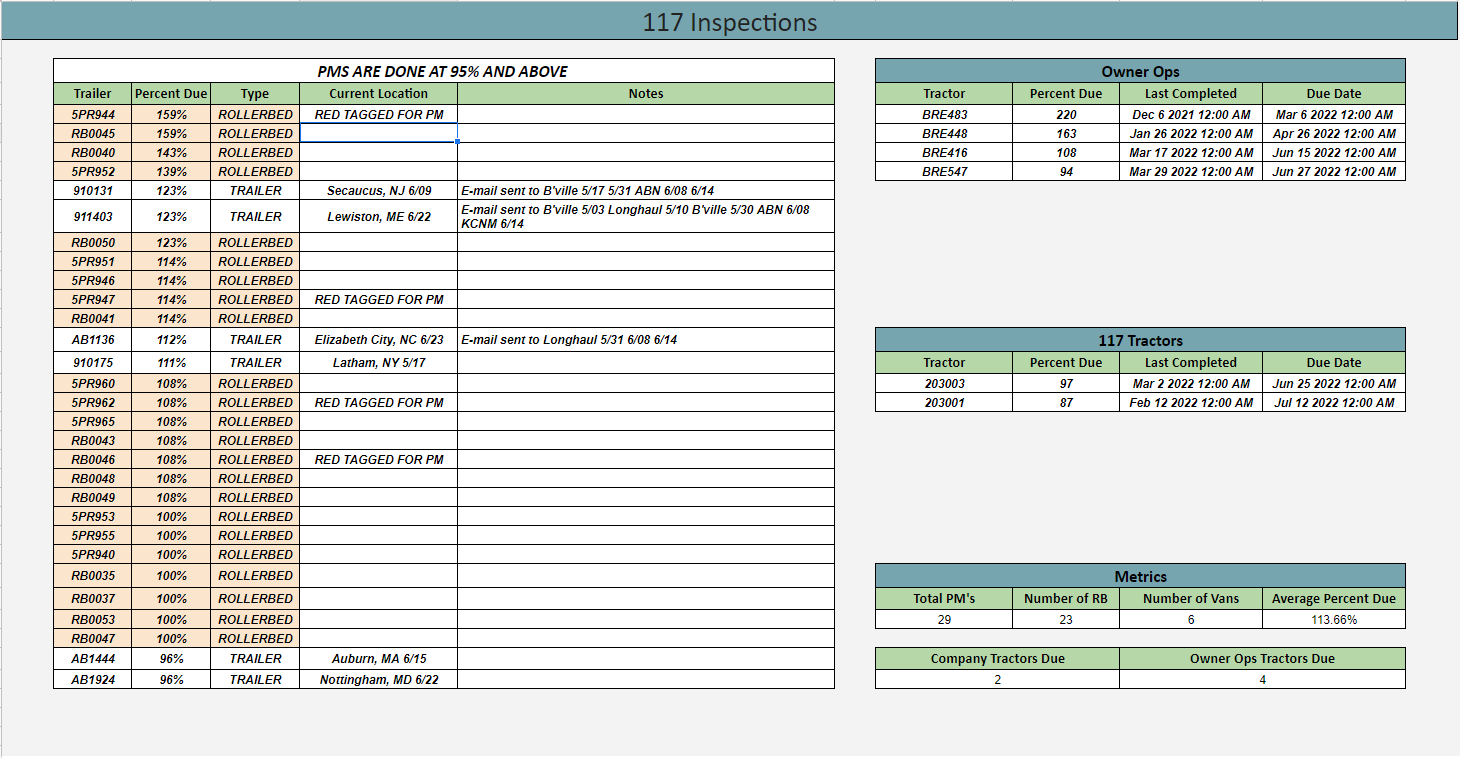 117 Inspections
PMS ARE DONE AT 95% AND ABOVE
Trailer Percent Due Type Current Location Notes
5PR944 159% ROLLERBED RED TAGGED FOR PM
RB0045 159% ROLLERBED
RB0040 143% ROLLERBED
5PR952 139% ROLLERBED
910131 123% TRAILER Secaucus, NJ 6/09 E-mail sent to B'ville 5/17 5/31 ABN 6/08 6/14
911403 123% TRAILER Lewiston, ME 6/22 E-mail sent to B'ville 5/03 Longhaul 5/10 B'ville 5/30 ABN 6/08
KCNM 6/14
RB0050 123% ROLLERBED
5PR951 114% ROLLERBED
5PR946 114% ROLLERBED
5PR947 114% ROLLERBED RED TAGGED FOR PM
RB0041 114% ROLLERBED
AB1136 112% TRAILER Elizabeth City, NC 6/23 E-mail sent to Longhaul 5/31 6/08 6/14
910175 111% TRAILER Latham, NY 5/17
5PR960 108% ROLLERBED
5PR962 108% ROLLERBED RED TAGGED FOR PM
5PR965 108% ROLLERBED
RB0043 108% ROLLERBED
RB0046 108% ROLLERBED RED TAGGED FOR PM
RB0048 108% ROLLERBED
RB0049 108% ROLLERBED
5PR953 100% ROLLERBED
5PR955 100% ROLLERBED
5PR940 100% ROLLERBED
RB0035 100% ROLLERBED
RB0037 100% ROLLERBED
RB0053 100% ROLLERBED
RB0047 100% ROLLERBED
AB1444 96% TRAILER Auburn, MA 6/15
AB1924 96% TRAILER Nottingham, MD 6/22
Owner Ops
Tractor Percent Due Last Completed Due Date
BRE483 220 Dec 6 2021 12:00 AM Mar 6 2022 12:00 AM
BRE448 163 Jan 26 2022 12:00 AM Apr 26 2022 12:00 AM
BRE416 108 Mar 17 2022 12:00 AM Jun 15 2022 12:00 AM
BRE547 94 Mar 29 2022 12:00 AM Jun 27 2022 12:00 AM
117 Tractors
Tractor Percent Due Last Completed Due Date
203003 97 Mar 2 2022 12:00 AM Jun 25 2022 12:00 AM
203001 87 Feb 12 2022 12:00 AM Jul 12 2022 12:00 AM
Metrics
Total PM's Number of RB Number of Vans Average Percent Due
29 23 6 113.66%
Company Tractors Due Owner Ops Tractors Due
2 4